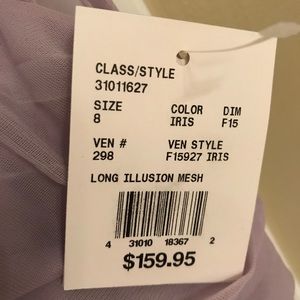 CLASS/STYLE
31011627
SIZE COLOR DIM
8 IRIS F15
VEN # VEN STYLE
298 F15927 IRIS
LONG ILLUSION MESH
4 31010 18367 2
$159.95